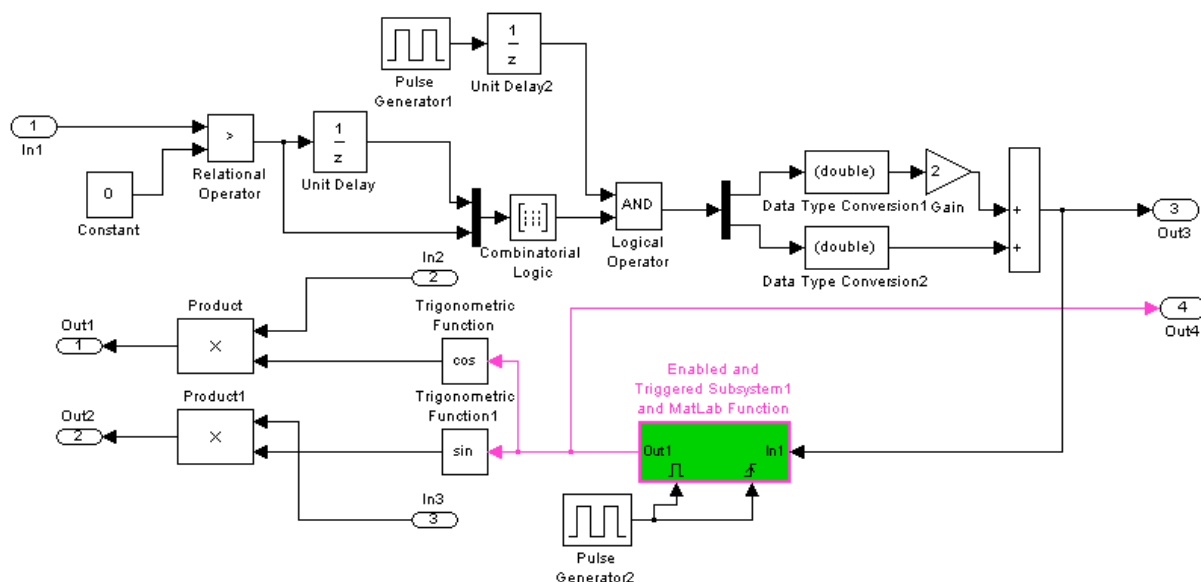 1
z
Pulse
Generator1
Unit Delay2
1
In1
>
Relational
Operator
1
z
Unit Delay
0
Constant
Combinatorial
Logic
AND
Logical
Operator
(double)
Data Type Conversion1
2
Gain
(double)
Data Type Conversion2
+
+
3
Out3
In2
2
Product
×
Out1
1
Trigonometric
Function
cos
4
Out4
Product1
×
Out2
2
Trigonometric
Function1
sin
In3
3
Enabled and
Triggered Subsystem1
and MatLab Function
Out1
In1
Pulse
Generator2